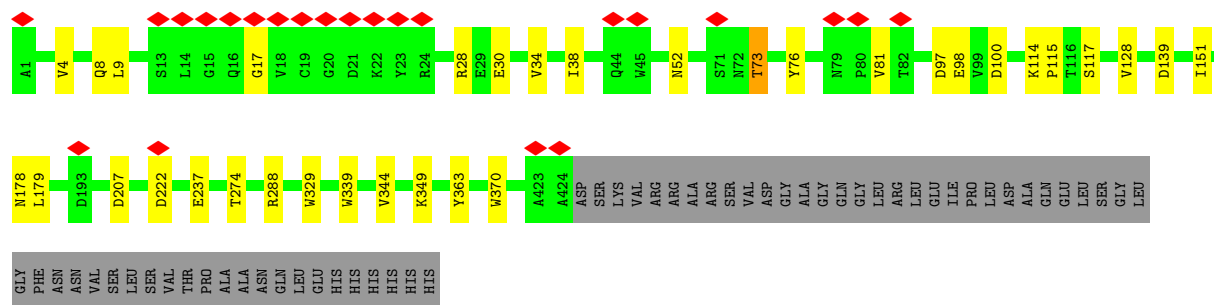 A1 V4 Q8 L9 S13 L14 G15 Q16 G17 V18 C19 G20 D21 K22 Y23 R24 R28 E29 E30 V34 I38 Q44 W45 N52 S71 N72 T73 Y76 N79 P80 V81 T82 D97 E98 V99 D100 K114 P115 T116 S117 V128 D139 I151
N178 L179 D193 D207 D222 E237 T274 R288 W329 W339 V344 K349 Y363 W370 A423 A424 ASP SER LYS VAL ARG ARG ALA ARG SER VAL ASP GLY ALA GLY GLN GLY LEU ARG LEU GLU ILE PRO LEU ASP ALA GLN GLU LEU SER GLY LEU
GLY PHE ASN ASN VAL SER LEU SER VAL THR PRO ALA ALA ASN GLN LEU GLU HIS HIS HIS HIS HIS HIS